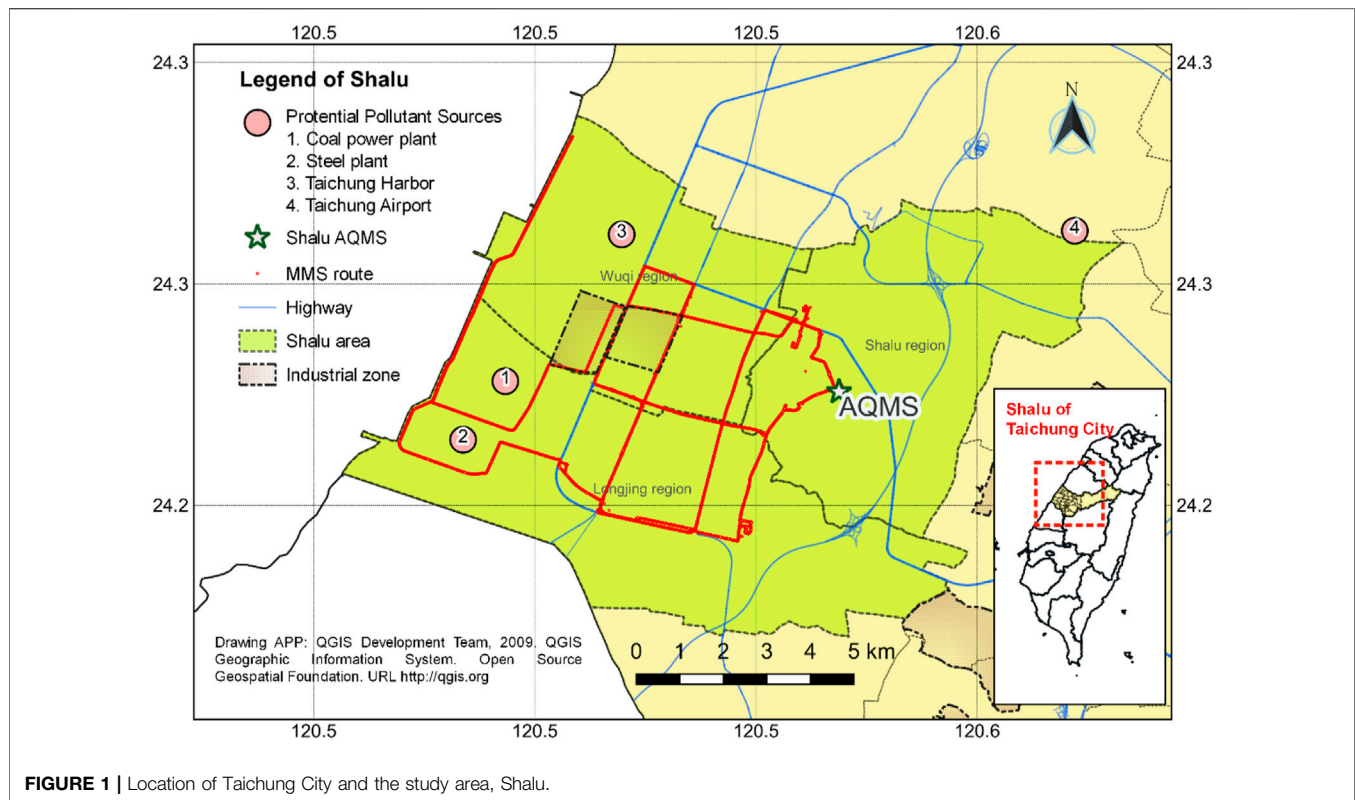 120.5 120.5 120.5 120.6
24.3 24.3
Legend of Shalu
Potential Pollutant Sources
1. Coal power plant
2. Steel plant
3. Taichung Harbor
4. Taichung Airport
Shalu AQMS
MMS route
Highway
Shalu area
Industrial zone
N
3
4
Wuqi region
24.3 24.3
Shalu region
1
AQMS
2
Longjing region
24.2 24.2
Shalu of
Taichung City
Drawing APP: QGIS Development Team, 2009. QGIS
Geographic Information System. Open Source
Geospatial Foundation. URL http://qgis.org
0 1 2 3 4 5 km
120.5 120.5 120.5 120.6
FIGURE 1 | Location of Taichung City and the study area, Shalu.